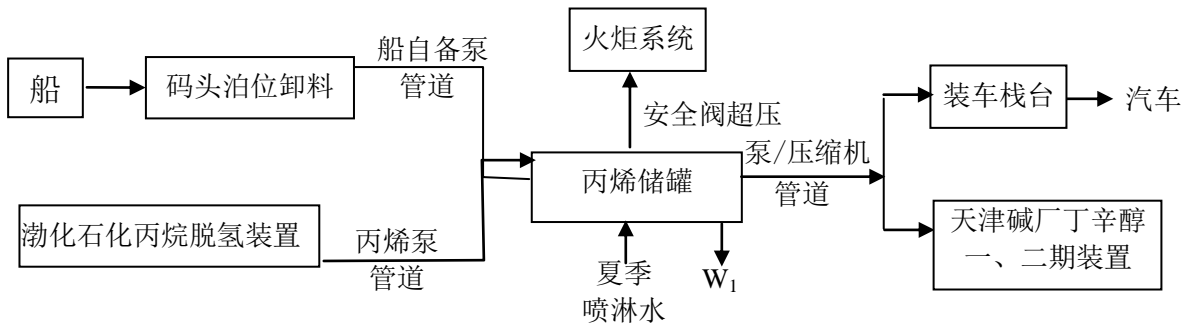 火炬系统
船自备泵
船
码头泊位卸料
管道
装车栈台
汽车
安全阀超压
泵/压缩机
丙烯储罐
管道
渤化石化丙烷脱氢装置
丙烯泵
管道
天津碱厂丁辛醇
一、二期装置
夏季
喷淋水
W₁